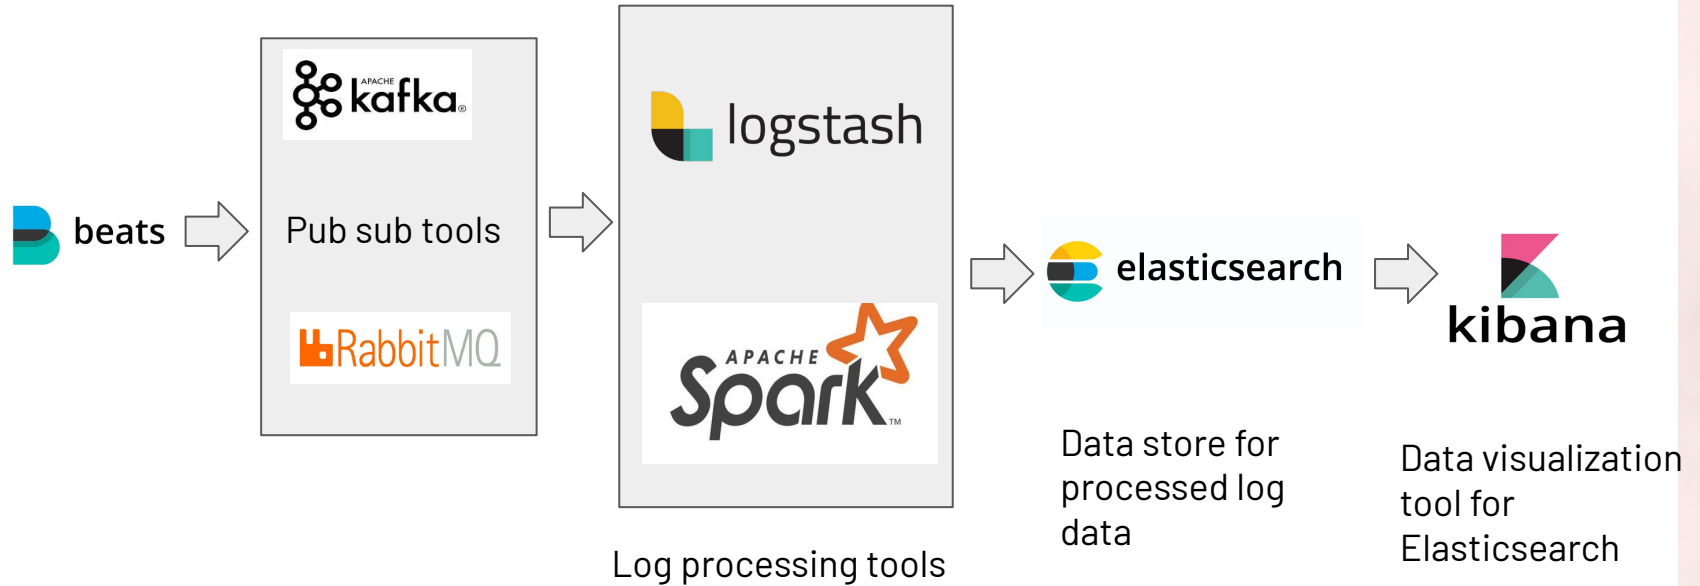 beats
APACHE
kafka®
Pub sub tools
RabbitMQ
logstash
APACHE
Spark™
Log processing tools
elasticsearch
Data store for
processed log
data
kibana
Data visualization
tool for
Elasticsearch